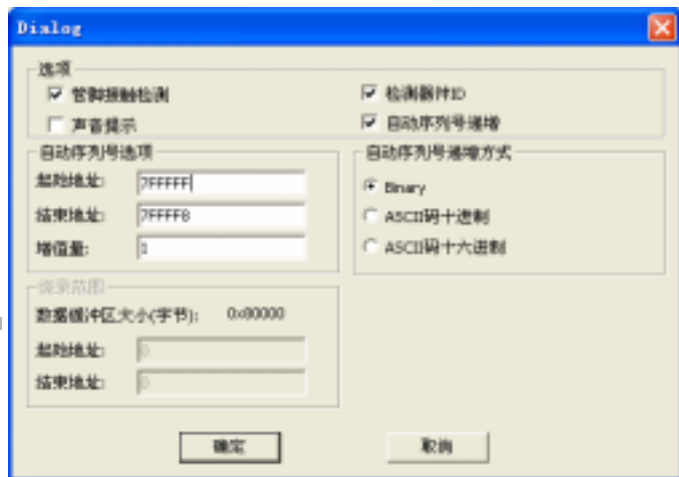 Dialog
选项
管脚接触检测
检测器件ID
声音提示
自动序列号递增
自动序列号选项
起始地址: 7FFFFF
结束地址: 7FFFF8
增值量: 1
自动序列号递增方式
Binary
ASCII码十进制
ASCII码十六进制
烧录范围
数据缓冲区大小(字节): 0x80000
起始地址: 0
结束地址: 0
确定
取消